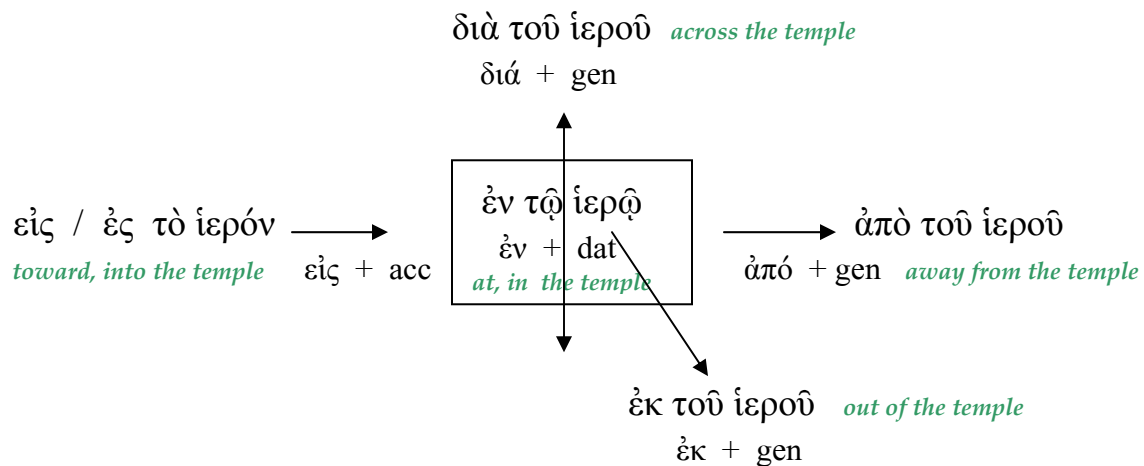 διὰ τοῦ ἱεροῦ across the temple
διά + gen
εἰς / ἐς τὸ ἱερόν
toward, into the temple
εἰς + acc
ἐν τῷ ἱερῷ
ἐν + dat
at, in the temple
ἀπὸ τοῦ ἱεροῦ
ἀπό + gen away from the temple
ἐκ τοῦ ἱεροῦ out of the temple
ἐκ + gen